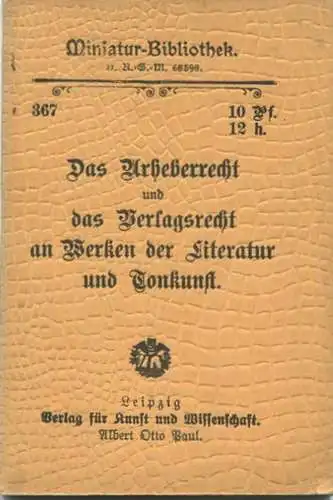 Miniatur-Bibliothek.
D. R.-G.-M. 68598.
367
10 Pf.
12 h.
Das Urheberrecht
und
das Verlagsrecht
an Werken der Literatur
und Tonkunst.
Leipzig
Verlag für Kunst und Wissenschaft.
Albert Otto Paul.